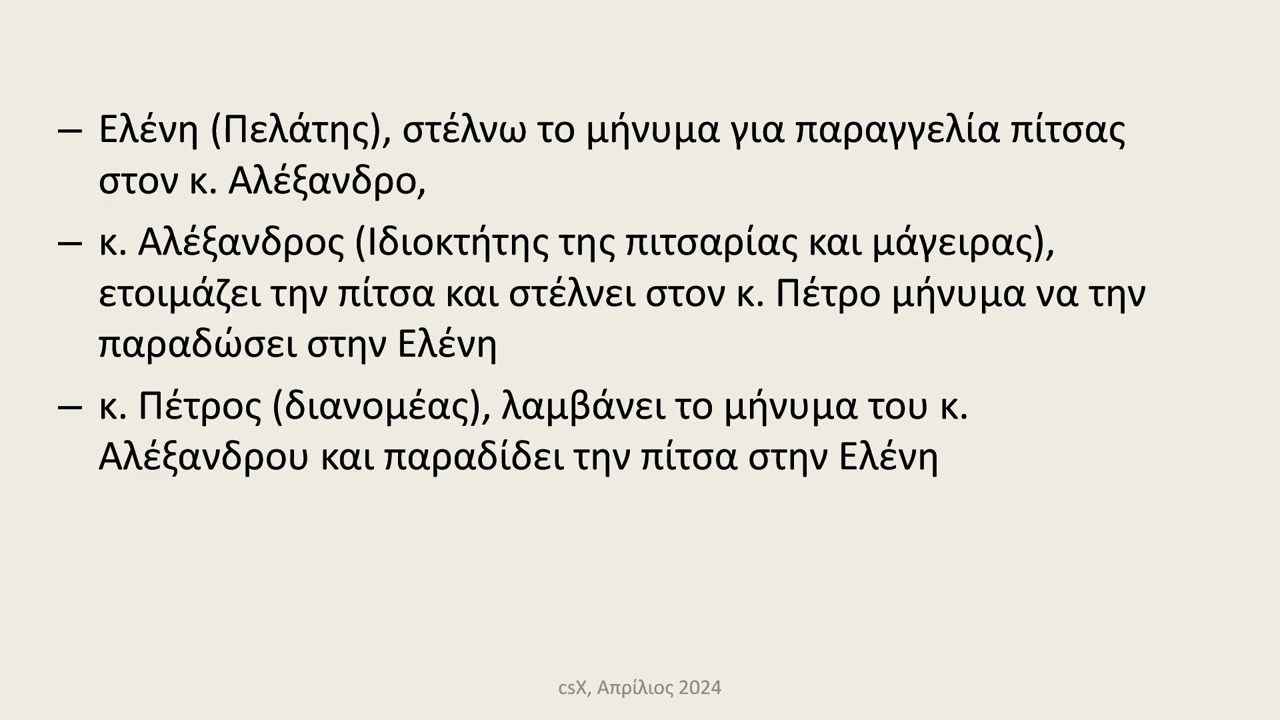 – Ελένη (Πελάτης), στέλνω το μήνυμα για παραγγελία πίτσας
στον κ. Αλέξανδρο,
– κ. Αλέξανδρος (Ιδιοκτήτης της πιτσαρίας και μάγειρας),
ετοιμάζει την πίτσα και στέλνει στον κ. Πέτρο μήνυμα να την
παραδώσει στην Ελένη
– κ. Πέτρος (διανομέας), λαμβάνει το μήνυμα του κ.
Αλέξανδρου και παραδίδει την πίτσα στην Ελένη
csX, Απρίλιος 2024